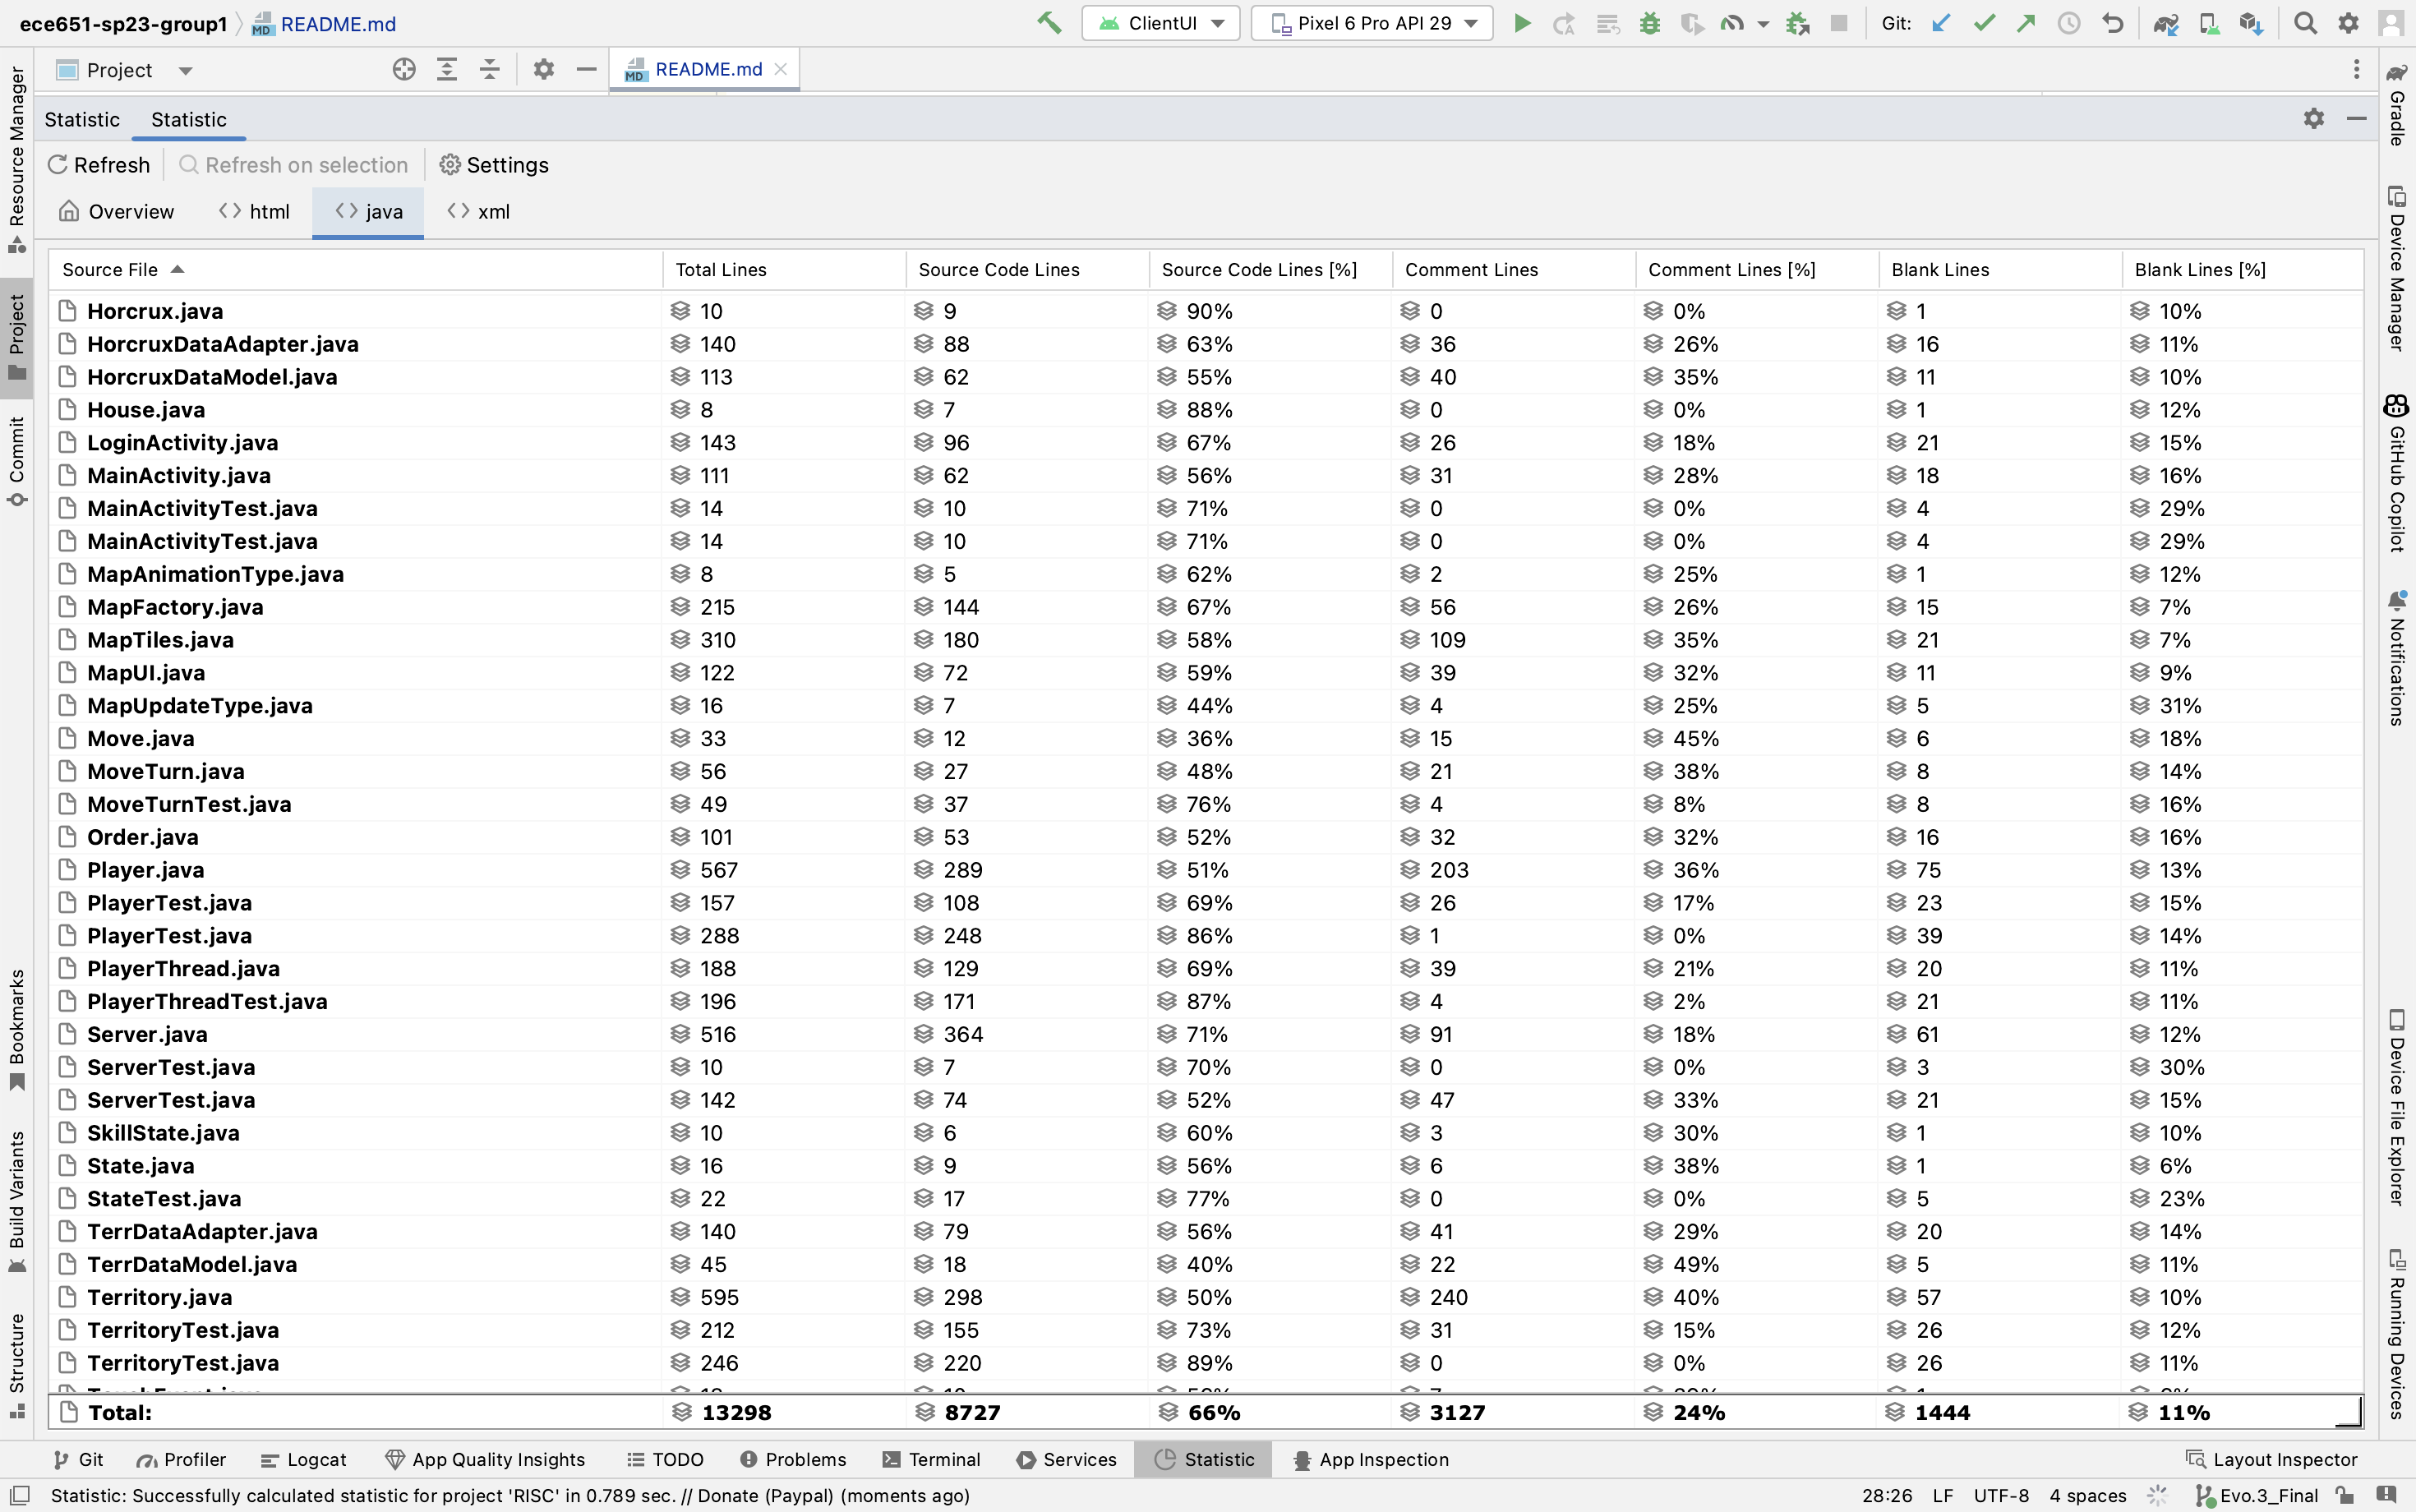 ece651-sp23-group1 README.md ClientUI Pixel 6 Pro API 29 Git:
Project README.md
Statistic Statistic
Refresh Refresh on selection Settings
Overview html java xml
Source File Total Lines Source Code Lines Source Code Lines [%] Comment Lines Comment Lines [%] Blank Lines Blank Lines [%]
Horcrux.java 10 9 90% 0 0% 1 10%
HorcruxDataAdapter.java 140 88 63% 36 26% 16 11%
HorcruxDataModel.java 113 62 55% 40 35% 11 10%
House.java 8 7 88% 0 0% 1 12%
LoginActivity.java 143 96 67% 26 18% 21 15%
MainActivity.java 111 62 56% 31 28% 18 16%
MainActivityTest.java 14 10 71% 0 0% 4 29%
MainActivityTest.java 14 10 71% 0 0% 4 29%
MapAnimationType.java 8 5 62% 2 25% 1 12%
MapFactory.java 215 144 67% 56 26% 15 7%
MapTiles.java 310 180 58% 109 35% 21 7%
MapUI.java 122 72 59% 39 32% 11 9%
MapUpdateType.java 16 7 44% 4 25% 5 31%
Move.java 33 12 36% 15 45% 6 18%
MoveTurn.java 56 27 48% 21 38% 8 14%
MoveTurnTest.java 49 37 76% 4 8% 8 16%
Order.java 101 53 52% 32 32% 16 16%
Player.java 567 289 51% 203 36% 75 13%
PlayerTest.java 157 108 69% 26 17% 23 15%
PlayerTest.java 288 248 86% 1 0% 39 14%
PlayerThread.java 188 129 69% 39 21% 20 11%
PlayerThreadTest.java 196 171 87% 4 2% 21 11%
Server.java 516 364 71% 91 18% 61 12%
ServerTest.java 10 7 70% 0 0% 3 30%
ServerTest.java 142 74 52% 47 33% 21 15%
SkillState.java 10 6 60% 3 30% 1 10%
State.java 16 9 56% 6 38% 1 6%
StateTest.java 22 17 77% 0 0% 5 23%
TerrDataAdapter.java 140 79 56% 41 29% 20 14%
TerrDataModel.java 45 18 40% 22 49% 5 11%
Territory.java 595 298 50% 240 40% 57 10%
TerritoryTest.java 212 155 73% 31 15% 26 12%
TerritoryTest.java 246 220 89% 0 0% 26 11%
Total: 13298 8727 66% 3127 24% 1444 11%
Git Profiler Logcat App Quality Insights TODO Problems Terminal Services Statistic App Inspection Layout Inspector
Statistic: Successfully calculated statistic for project 'RISC' in 0.789 sec. // Donate (Paypal) (moments ago) 28:26 LF UTF-8 4 spaces Evo.3_Final
Resource Manager
Project
Commit
Bookmarks
Build Variants
Structure
Gradle
Device Manager
GitHub Copilot
Notifications
Device File Explorer
Running Devices